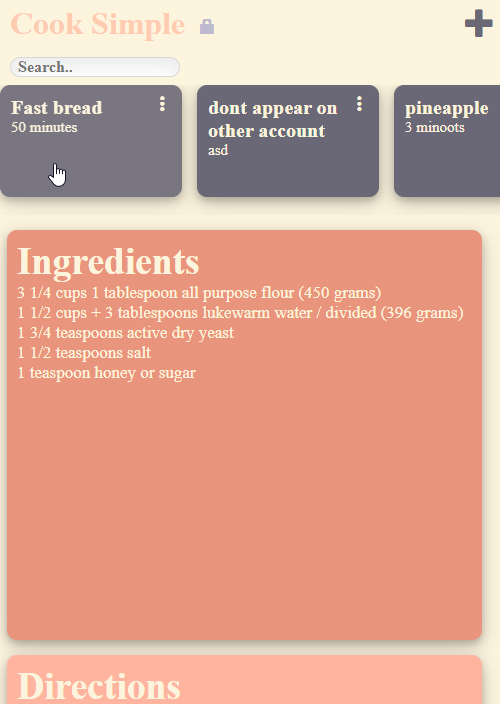 Cook Simple
Search..
Fast bread
50 minutes
dont appear on
other account
asd
pineapple
3 minoots
Ingredients
3 1/4 cups 1 tablespoon all purpose flour (450 grams)
1 1/2 cups + 3 tablespoons lukewarm water / divided (396 grams)
1 3/4 teaspoons active dry yeast
1 1/2 teaspoons salt
1 teaspoon honey or sugar
Directions